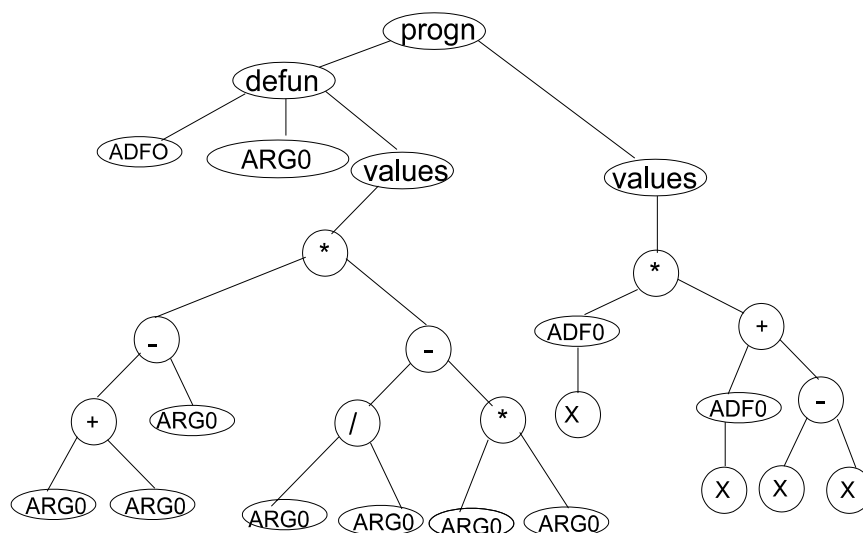 progn
defun
ADFO
ARG0
values
values
*
*
-
-
ADF0
+
+
ARG0
/
*
X
ADF0
-
ARG0
ARG0
ARG0
ARG0
ARG0
ARG0
X
X
X